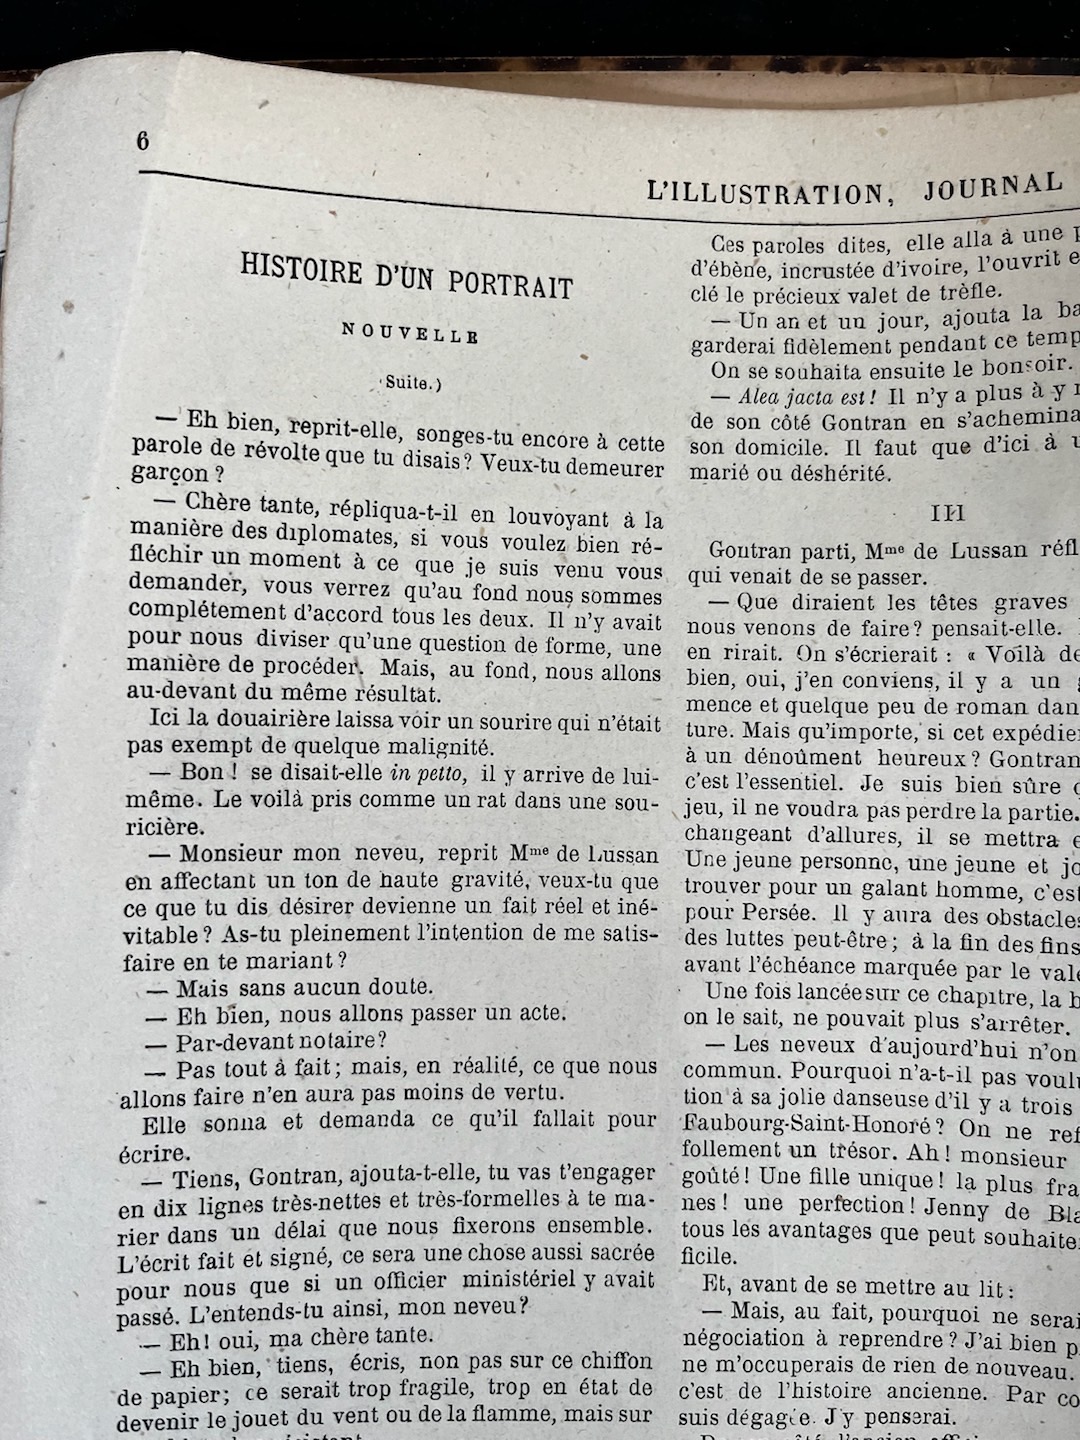 6
L'ILLUSTRATION, JOURNAL
HISTOIRE D'UN PORTRAIT
NOUVELLE
(Suite.)
— Eh bien, reprit-elle, songes-tu encore à cette
parole de révolte que tu disais? Veux-tu demeurer
garçon?
— Chère tante, répliqua-t-il en louvoyant à la
manière des diplomates, si vous voulez bien ré-
fléchir un moment à ce que je suis venu vous
demander, vous verrez qu'au fond nous sommes
complétement d'accord tous les deux. Il n'y avait
pour nous diviser qu'une question de forme, une
manière de procéder. Mais, au fond, nous allons
au-devant du même résultat.
Ici la douairière laissa voir un sourire qui n'était
pas exempt de quelque malignité.
— Bon! se disait-elle in petto, il y arrive de lui-
même. Le voilà pris comme un rat dans une sou-
ricière.
— Monsieur mon neveu, reprit Mme de Lussan
en affectant un ton de haute gravité, veux-tu que
ce que tu dis désirer devienne un fait réel et iné-
vitable? As-tu pleinement l'intention de me satis-
faire en te mariant?
— Mais sans aucun doute.
— Eh bien, nous allons passer un acte.
— Par-devant notaire?
— Pas tout à fait; mais, en réalité, ce que nous
allons faire n'en aura pas moins de vertu.
Elle sonna et demanda ce qu'il fallait pour
écrire.
— Tiens, Gontran, ajouta-t-elle, tu vas t'engager
en dix lignes très-nettes et très-formelles à te ma-
rier dans un délai que nous fixerons ensemble.
L'écrit fait et signé, ce sera une chose aussi sacrée
pour nous que si un officier ministériel y avait
passé. L'entends-tu ainsi, mon neveu?
— Eh! oui, ma chère tante.
— Eh bien, tiens, écris, non pas sur ce chiffon
de papier; ce serait trop fragile, trop en état de
devenir le jouet du vent ou de la flamme, mais sur
Ces paroles dites, elle alla à une
d'ébène, incrustée d'ivoire, l'ouvrit
clé le précieux valet de trèfle.
— Un an et un jour, ajouta la
garderai fidèlement pendant ce
On se souhaita ensuite le bonsoir.
— Alea jacta est! Il n'y a plus à y
de son côté Gontran en
son domicile. Il faut que d'ici à
marié ou déshérité.
III
Gontran parti, Mme de Lussan
qui venait de se passer.
— Que diraient les têtes graves
nous venons de faire? pensait-elle.
en rirait. On s'écrierait : « Voilà
bien, oui, j'en conviens, il y a un
mence et quelque peu de roman
ture. Mais qu'importe, si cet
à un dénoûment heureux? Gontran
c'est l'essentiel. Je suis bien sûre
jeu, il ne voudra pas perdre la partie.
changeant d'allures, il se mettra
Une jeune personne, une jeune et
trouver pour un galant homme, c'est
pour Persée. Il y aura des obstacles
des luttes peut-être; à la fin des fins
avant l'échéance marquée par le
Une fois lancée sur ce chapitre, la
on le sait, ne pouvait plus s'arrêter.
— Les neveux d'aujourd'hui n'on
commun. Pourquoi n'a-t-il pas
tion à sa jolie danseuse d'il y a trois
Faubourg-Saint-Honoré? On ne
follement un trésor. Ah! monsieur
goûté! Une fille unique! la plus
nes! une perfection! Jenny de
tous les avantages que peut
ficile.
Et, avant de se mettre au lit:
— Mais, au fait, pourquoi ne
négociation à reprendre? J'ai bien
ne m'occuperais de rien de nouveau.
c'est de l'histoire ancienne. Par
suis dégagée. J'y penserai.